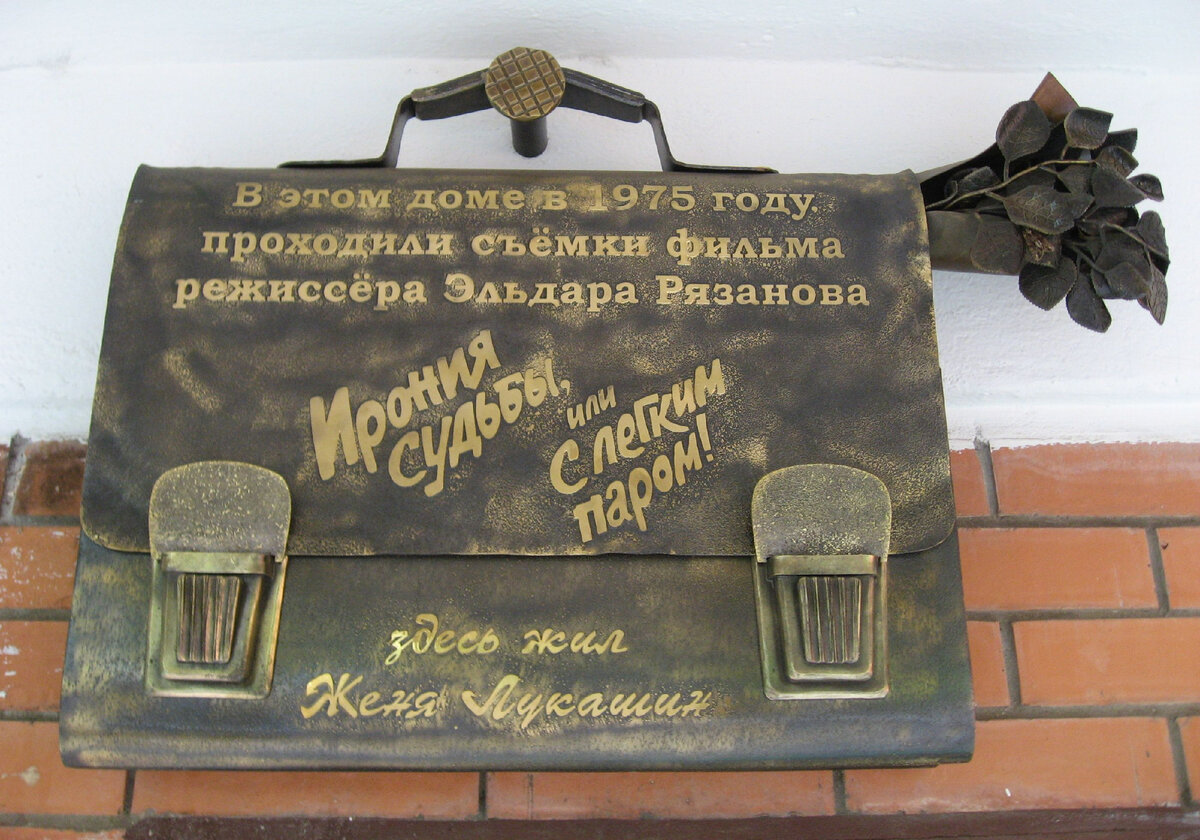 В этом доме в 1975 году
проходили съёмки фильма
режиссёра Эльдара Рязанова
Ирония
судьбы,
или
с легким
паром!
здесь жил
Женя Лукашин